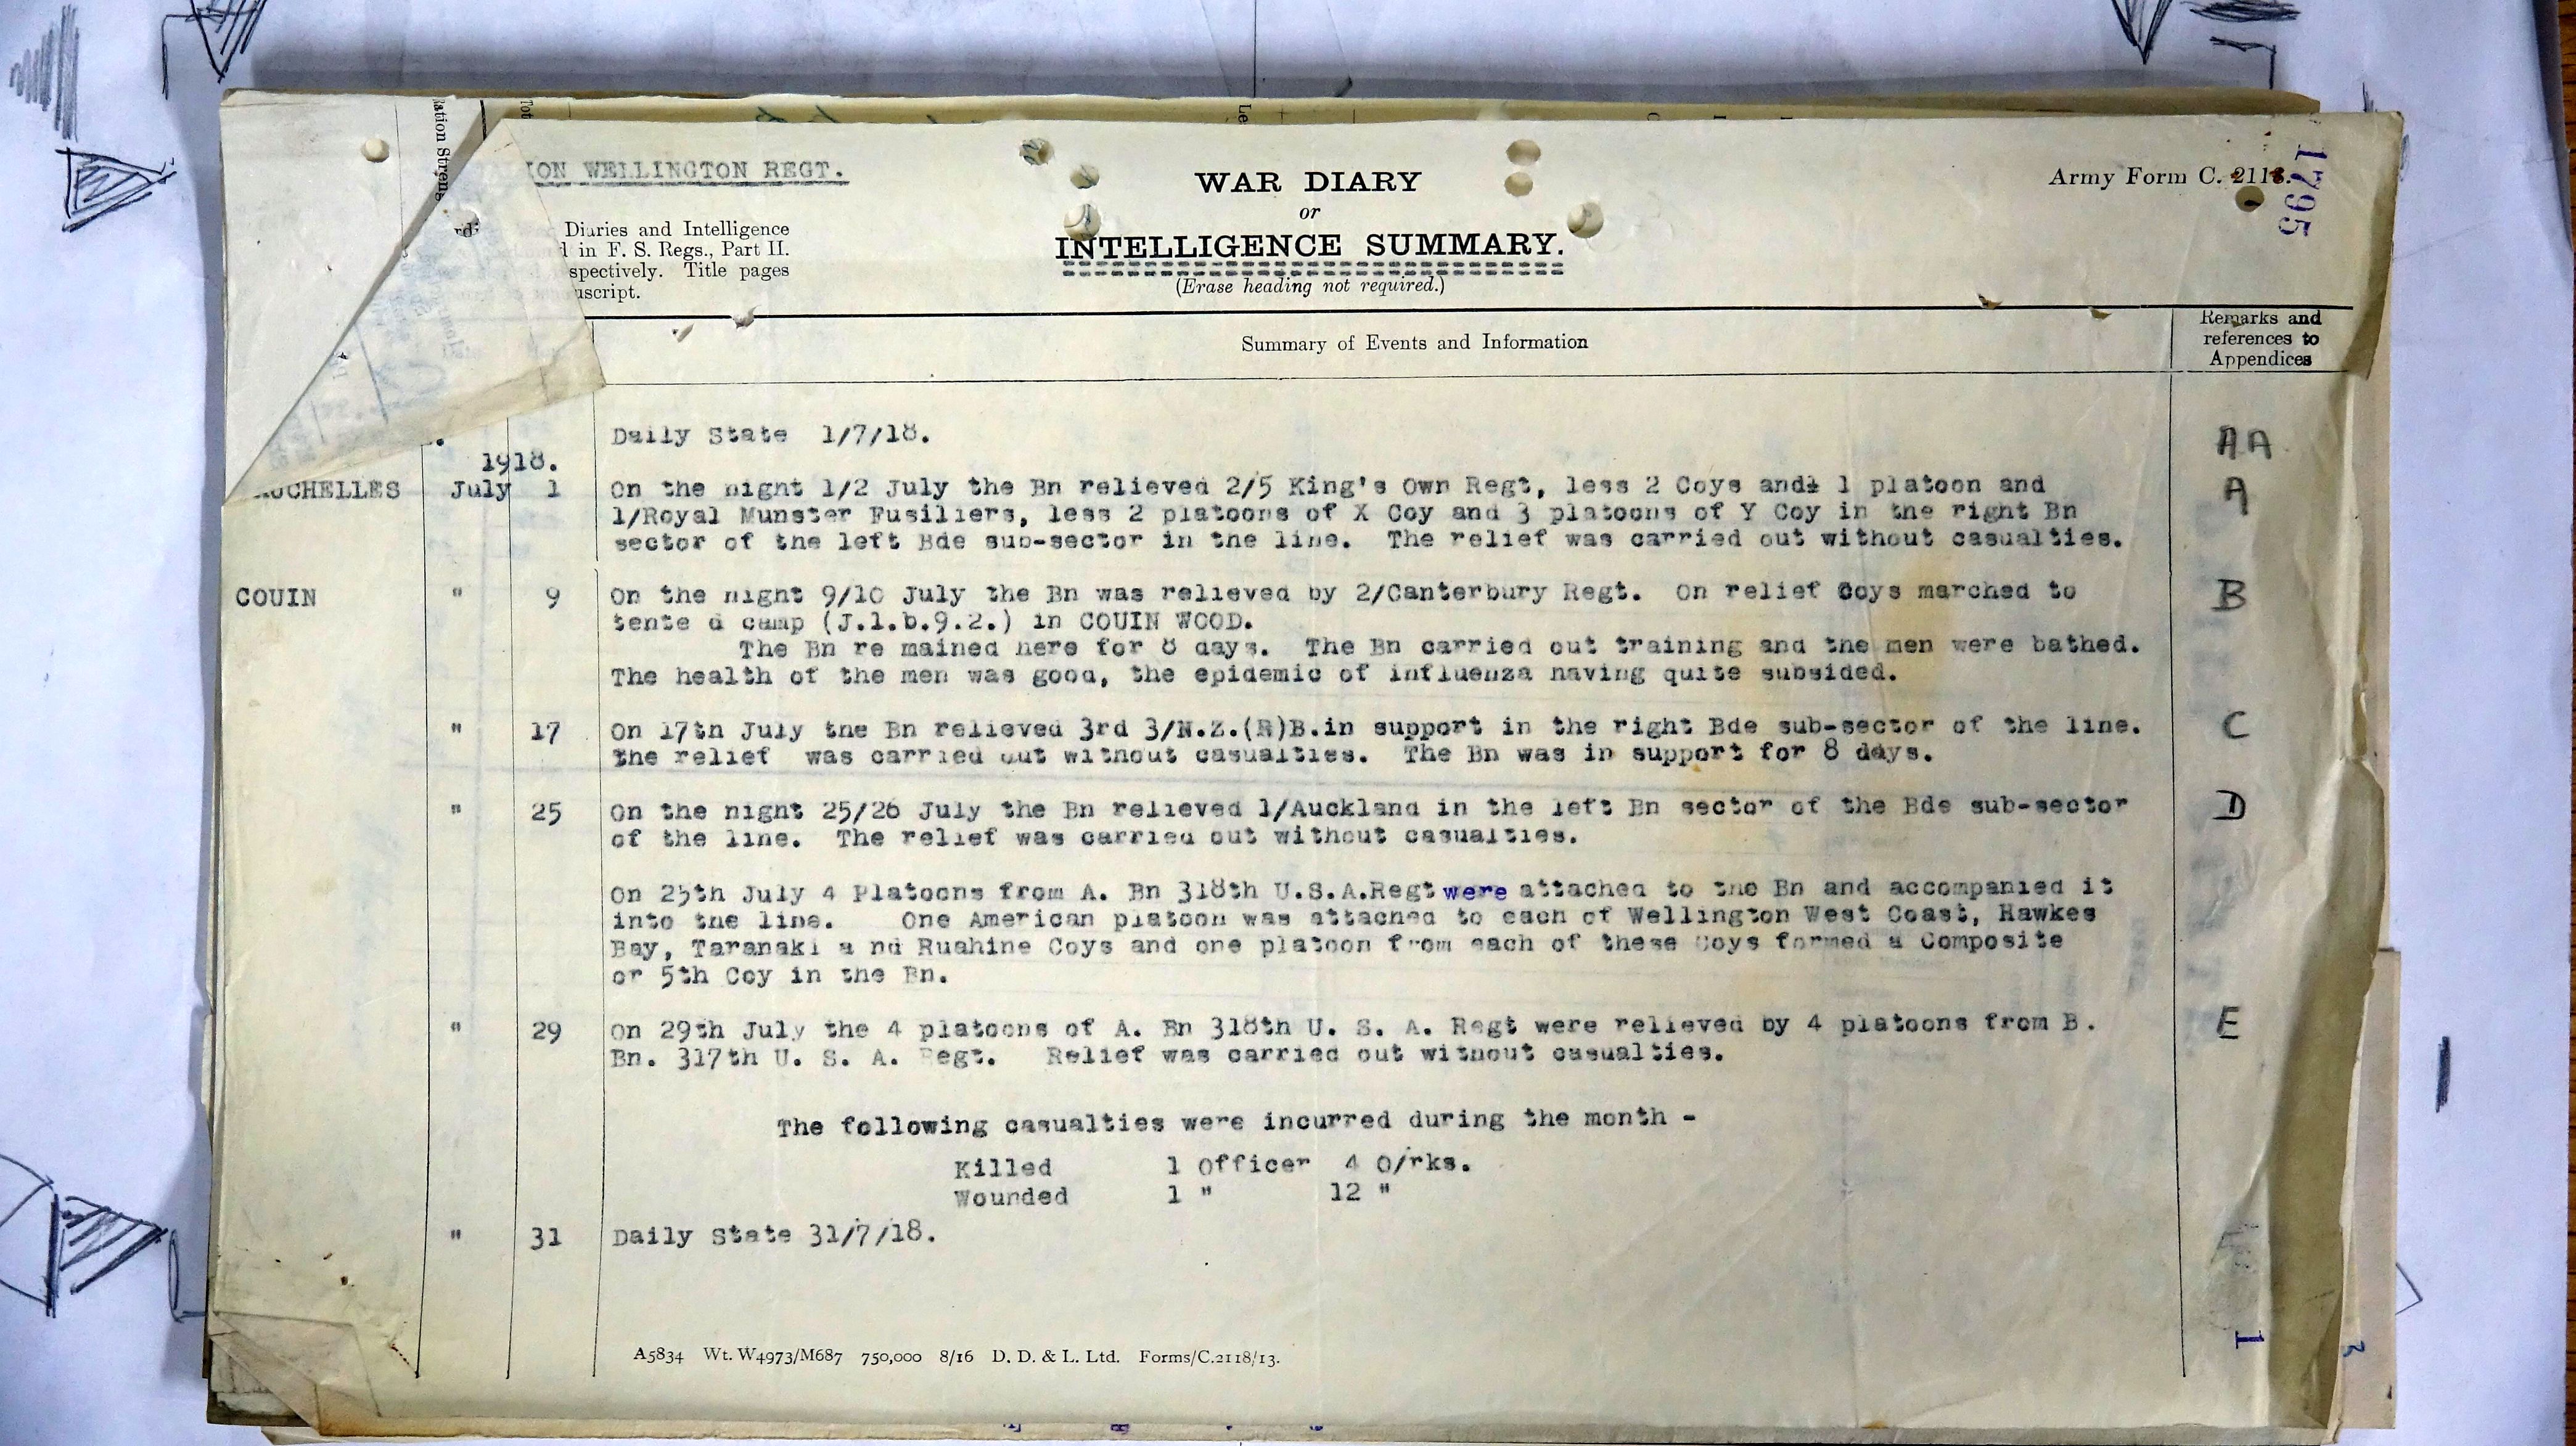 ON WELLINGTON REGT.
WAR DIARY
or
INTELLIGENCE SUMMARY.
(Erase heading not required.)
Army Form C. 2118.
1795
Diaries and Intelligence
in F. S. Regs., Part II.
spectively. Title pages
uscript.
Summary of Events and Information
Remarks and
references to
Appendices
Daily State 1/7/18. AA
1918.
UCHELLES July 1 On the night 1/2 July the Bn relieved 2/5 King's Own Regt, less 2 Coys and 1 platoon and A
1/Royal Munster Fusiliers, less 2 platoons of X Coy and 3 platoons of Y Coy in the right Bn
sector of the left Bde sub-sector in the line. The relief was carried out without casualties.
COUIN " 9 On the night 9/10 July the Bn was relieved by 2/Canterbury Regt. On relief Coys marched to B
tente d camp (J.1.b.9.2.) in COUIN WOOD.
The Bn re mained here for 8 days. The Bn carried out training and the men were bathed.
The health of the men was good, the epidemic of influenza having quite subsided.
" 17 On 17th July the Bn relieved 3rd 3/N.Z.(R)B.in support in the right Bde sub-sector of the line. C
The relief was carried out without casualties. The Bn was in support for 8 days.
" 25 On the night 25/26 July the Bn relieved 1/Auckland in the left Bn sector of the Bde sub-sector D
of the line. The relief was carried out without casualties.
On 25th July 4 Platoons from A. Bn 318th U.S.A.Regt were attached to the Bn and accompanied it
into the line. One American platoon was attached to each of Wellington West Coast, Hawkes
Bay, Taranaki a nd Ruahine Coys and one platoon from each of these Coys formed a Composite
or 5th Coy in the Bn.
" 29 On 29th July the 4 platoons of A. Bn 318th U. S. A. Regt were relieved by 4 platoons from B. E
Bn. 317th U. S. A. Regt. Relief was carried out without casualties.
The following casualties were incurred during the month -
Killed 1 Officer 4 O/rks.
Wounded 1 " 12 "
" 31 Daily State 31/7/18.
1
A5834 Wt. W4973/M687 750,000 8/16 D. D. & L. Ltd. Forms/C.2118/13.